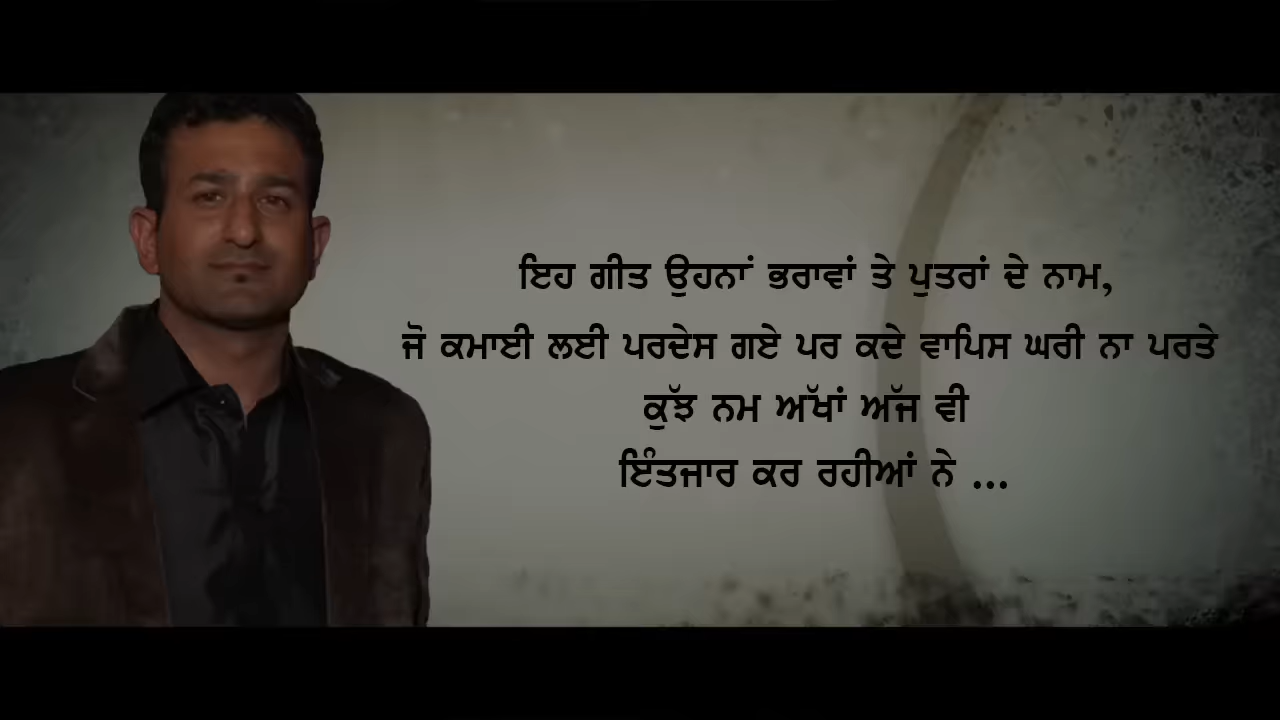 ਇਹ ਗੀਤ ਉਹਨਾਂ ਭਰਾਵਾਂ ਤੇ ਪੁਤਰਾਂ ਦੇ ਨਾਮ,
ਜੋ ਕਮਾਈ ਲਈ ਪਰਦੇਸ ਗਏ ਪਰ ਕਦੇ ਵਾਪਿਸ ਘਰੀ ਨਾ ਪਰਤੇ
ਕੁੱਝ ਨਮ ਅੱਖਾਂ ਅੱਜ ਵੀ
ਇੰਤਜਾਰ ਕਰ ਰਹੀਆਂ ਨੇ ...